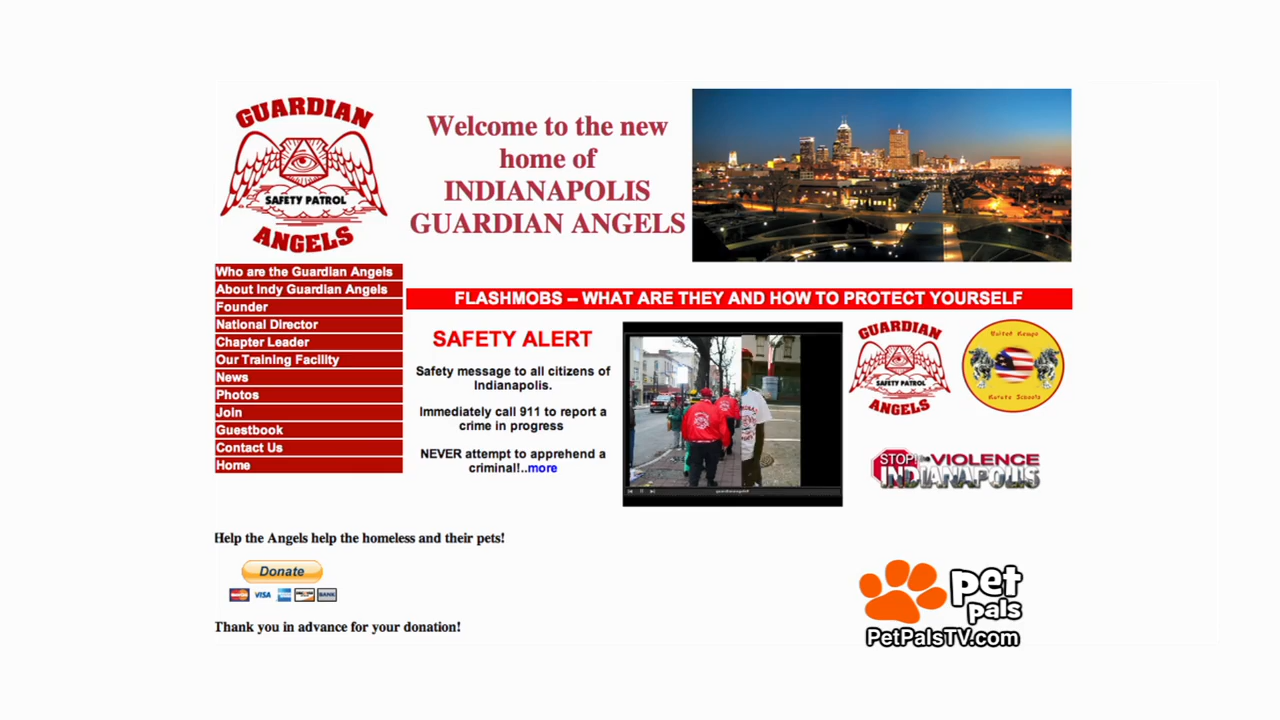 GUARDIAN
SAFETY PATROL
ANGELS
Welcome to the new
home of
INDIANAPOLIS
GUARDIAN ANGELS
Who are the Guardian Angels
About Indy Guardian Angels
Founder
National Director
Chapter Leader
Our Training Facility
News
Photos
Join
Guestbook
Contact Us
Home
FLASHMOBS – WHAT ARE THEY AND HOW TO PROTECT YOURSELF
SAFETY ALERT
Safety message to all citizens of
Indianapolis.
Immediately call 911 to report a
crime in progress
NEVER attempt to apprehend a
criminal!..more
GUARDIAN
SAFETY PATROL
ANGELS
United Kempo
Karate Schools
STOP the VIOLENCE
INDIANAPOLIS
Help the Angels help the homeless and their pets!
Donate
VISA
BANK
Thank you in advance for your donation!
pet
pals
PetPalsTV.com